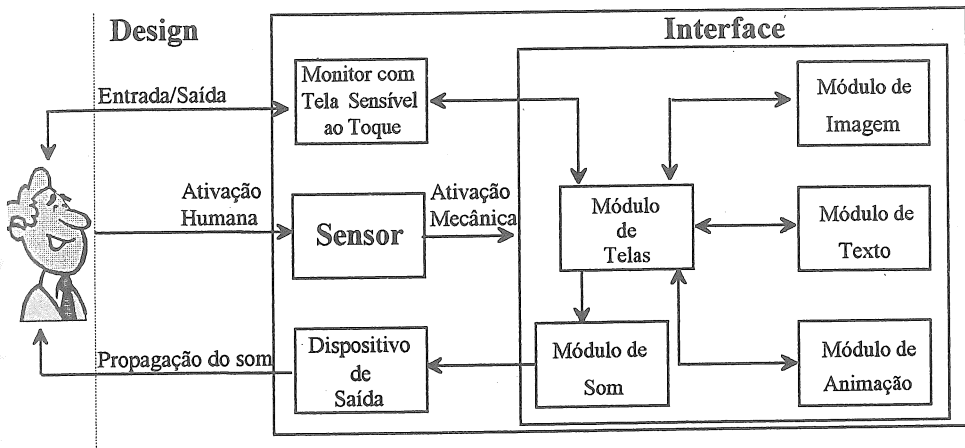 Design
Interface
Entrada/Saída
Monitor com
Tela Sensível
ao Toque
Módulo de
Imagem
Ativação
Humana
Sensor
Ativação
Mecânica
Módulo
de
Telas
Módulo de
Texto
Propagação do som
Dispositivo
de
Saída
Módulo de
Som
Módulo de
Animação